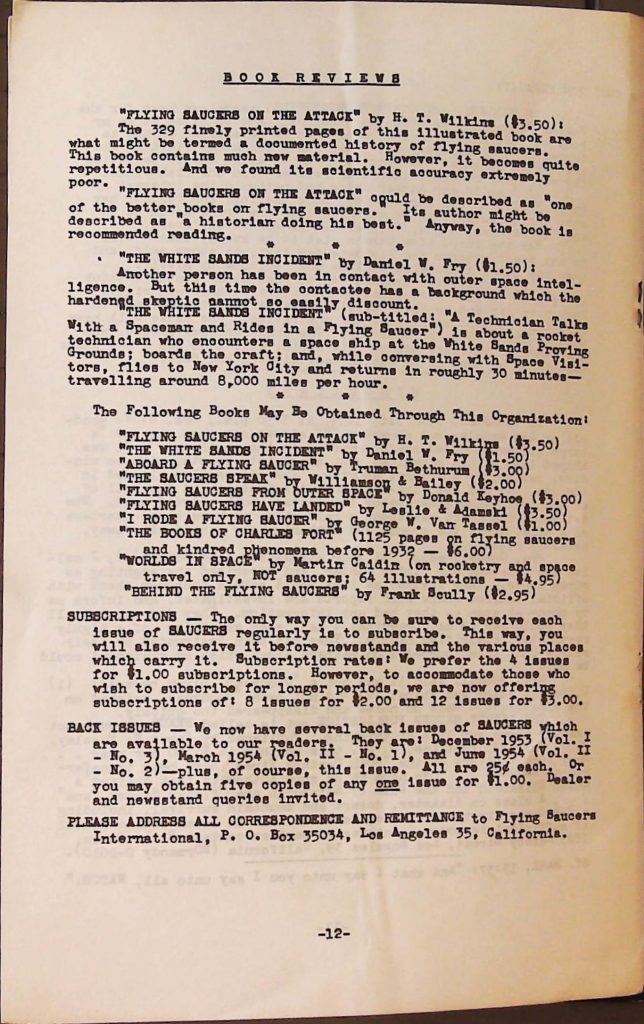 BOOK REVIEWS
"FLYING SAUCERS ON THE ATTACK" by H. T. Wilkins ($3.50):
The 329 finely printed pages of this illustrated book are
what might be termed a documented history of flying saucers.
This book contains much new material. However, it becomes quite
repetitious. And we found its scientific accuracy extremely
poor.
"FLYING SAUCERS ON THE ATTACK" could be described as "one
of the better books on flying saucers." Its author might be
described as "a historian doing his best." Anyway, the book is
recommended reading.
* * *
"THE WHITE SANDS INCIDENT" by Daniel W. Fry ($1.50):
Another person has been in contact with outer space intel-
ligence. But this time the contactee has a background which the
hardened skeptic cannot so easily discount.
"THE WHITE SANDS INCIDENT" (sub-titled: "A Technician Talks
With a Spaceman and Rides in a Flying Saucer") is about a rocket
technician who encounters a space ship at the White Sands Proving
Grounds; boards the craft; and, while conversing with Space Visi-
tors, flies to New York City and returns in roughly 30 minutes—
travelling around 8,000 miles per hour.
* * *
The Following Books May Be Obtained Through This Organization:
"FLYING SAUCERS ON THE ATTACK" by H. T. Wilkins ($3.50)
"THE WHITE SANDS INCIDENT" by Daniel W. Fry ($1.50)
"ABOARD A FLYING SAUCER" by Truman Bethurum ($3.00)
"THE SAUCERS SPEAK" by Williamson & Bailey ($2.00)
"FLYING SAUCERS FROM OUTER SPACE" by Donald Keyhoe ($3.00)
"FLYING SAUCERS HAVE LANDED" by Leslie & Adamski ($3.50)
"I RODE A FLYING SAUCER" by George W. Van Tassel ($1.00)
"THE BOOKS OF CHARLES FORT" (1125 pages on flying saucers
and kindred phenomena before 1932 — $6.00)
"WORLDS IN SPACE" by Martin Caidin (on rocketry and space
travel only, NOT saucers; 64 illustrations — $4.95)
"BEHIND THE FLYING SAUCERS" by Frank Scully ($2.95)
SUBSCRIPTIONS — The only way you can be sure to receive each
issue of SAUCERS regularly is to subscribe. This way, you
will also receive it before newsstands and the various places
which carry it. Subscription rates: We prefer the 4 issues
for $1.00 subscriptions. However, to accommodate those who
wish to subscribe for longer periods, we are now offering
subscriptions of: 8 issues for $2.00 and 12 issues for $3.00.
BACK ISSUES — We now have several back issues of SAUCERS which
are available to our readers. They are: December 1953 (Vol. I
- No. 3), March 1954 (Vol. II - No. 1), and June 1954 (Vol. II
- No. 2)—plus, of course, this issue. All are 25¢ each. Or
you may obtain five copies of any one issue for $1.00. Dealer
and newsstand queries invited.
PLEASE ADDRESS ALL CORRESPONDENCE AND REMITTANCE to Flying Saucers
International, P. O. Box 35034, Los Angeles 35, California.
-12-